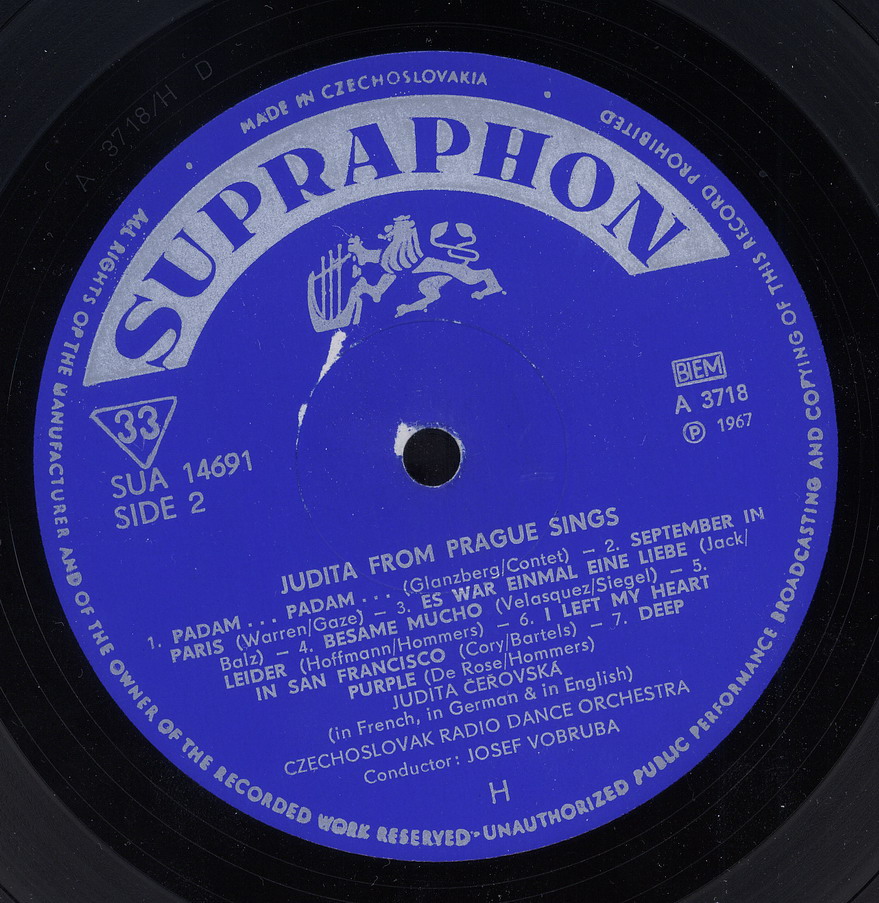 A 3718/H D
MADE IN CZECHOSLOVAKIA
SUPRAPHON
ALL RIGHTS OF THE MANUFACTURER AND OF THE OWNER OF THE RECORDED WORK RESERVED - UNAUTHORIZED PUBLIC PERFORMANCE BROADCASTING AND COPYING OF THIS RECORD PROHIBITED
33
SUA 14691
SIDE 2
BIEM
A 3718
Ⓟ 1967
JUDITA FROM PRAGUE SINGS
1. PADAM ... PADAM ... (Glanzberg/Contet) — 2. SEPTEMBER IN
PARIS (Warren/Gaze) — 3. ES WAR EINMAL EINE LIEBE (Jack/
Balz) — 4. BESAME MUCHO (Velasquez/Siegel) — 5.
LEIDER (Hoffmann/Hommers) — 6. I LEFT MY HEART
IN SAN FRANCISCO (Cory/Bartels) — 7. DEEP
PURPLE (De Rose/Hommers)
JUDITA ČEŘOVSKÁ
(in French, in German & in English)
CZECHOSLOVAK RADIO DANCE ORCHESTRA
Conductor: JOSEF VOBRUBA
H